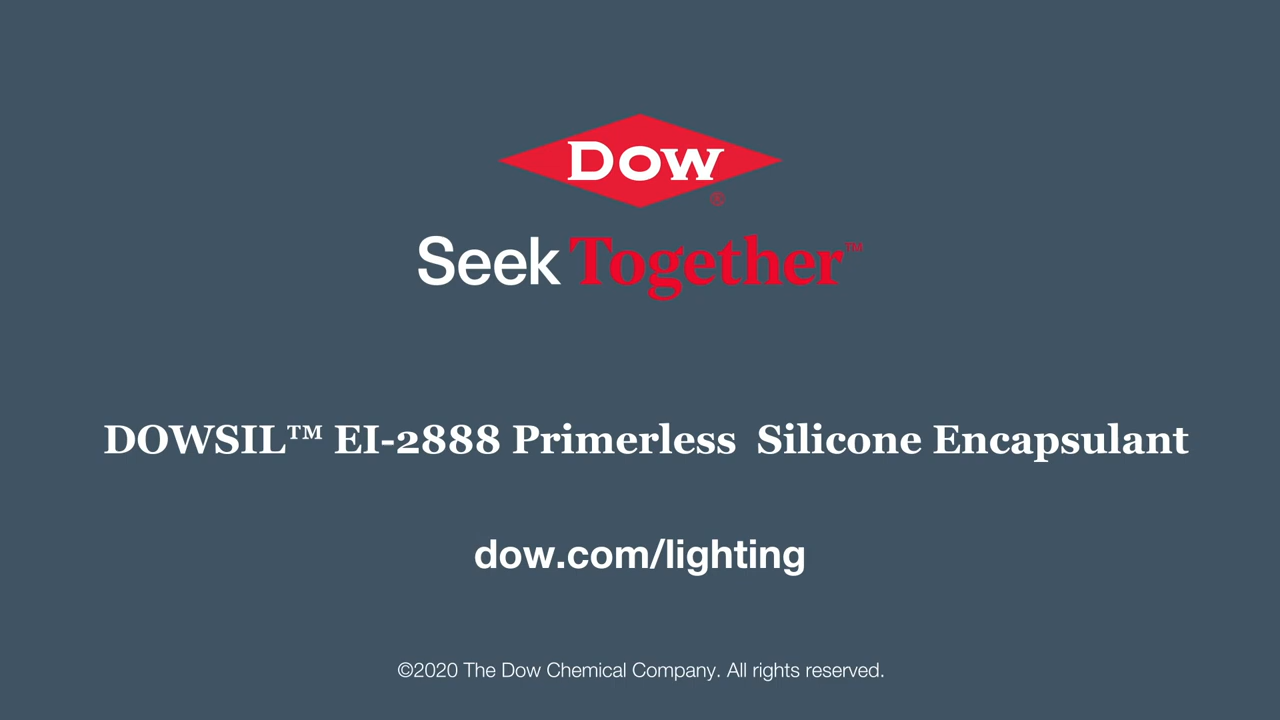 DOW
®
Seek Together™
DOWSIL™ EI-2888 Primerless  Silicone Encapsulant
dow.com/lighting
©2020 The Dow Chemical Company. All rights reserved.